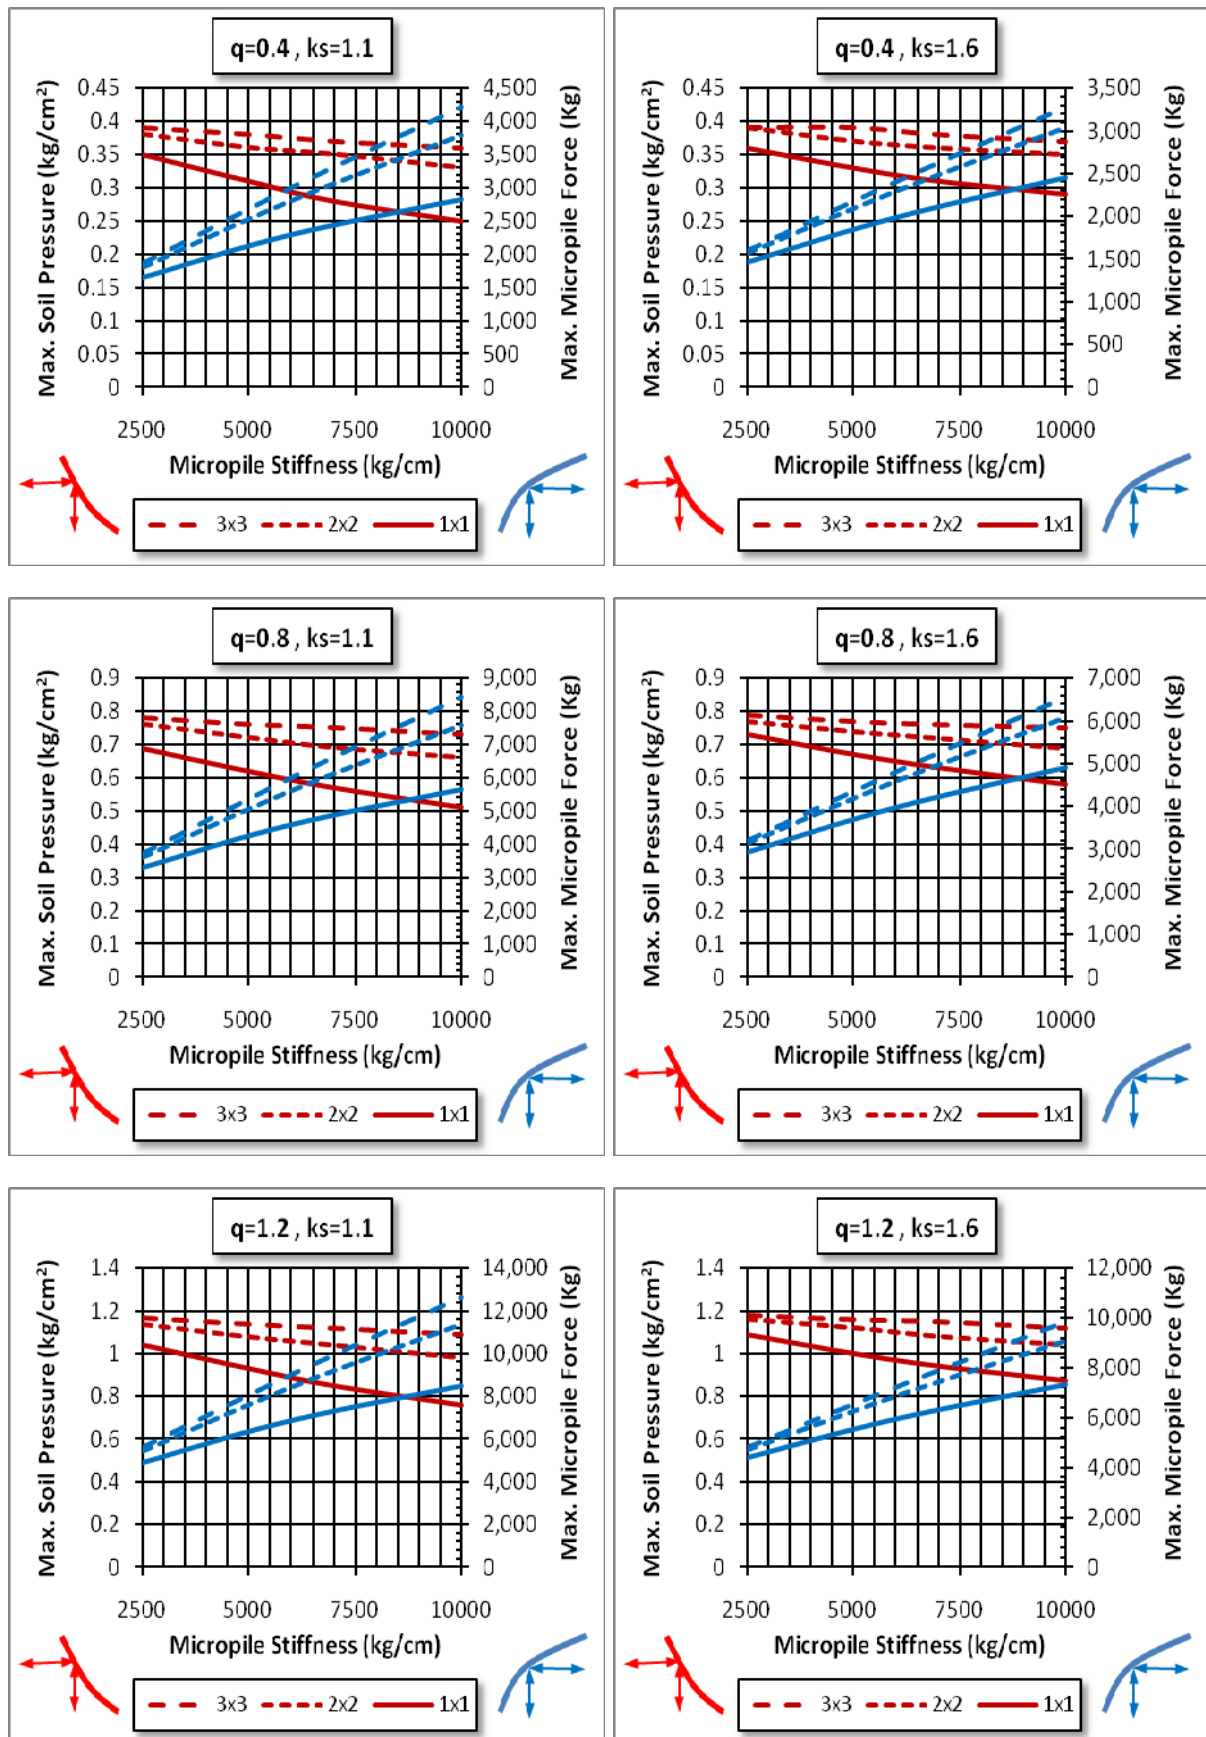 q=0.4 , ks=1.1
Max. Soil Pressure (kg/cm²)
0.45
0.4
0.35
0.3
0.25
0.2
0.15
0.1
0.05
0
4,500
4,000
3,500
3,000
2,500
2,000
1,500
1,000
500
0
Max. Micropile Force (Kg)
2500 5000 7500 10000
Micropile Stiffness (kg/cm)
3x3 2x2 1x1
q=0.4 , ks=1.6
Max. Soil Pressure (kg/cm²)
0.45
0.4
0.35
0.3
0.25
0.2
0.15
0.1
0.05
0
3,500
3,000
2,500
2,000
1,500
1,000
500
0
Max. Micropile Force (Kg)
2500 5000 7500 10000
Micropile Stiffness (kg/cm)
3x3 2x2 1x1
q=0.8 , ks=1.1
Max. Soil Pressure (kg/cm²)
0.9
0.8
0.7
0.6
0.5
0.4
0.3
0.2
0.1
0
9,000
8,000
7,000
6,000
5,000
4,000
3,000
2,000
1,000
0
Max. Micropile Force (Kg)
2500 5000 7500 10000
Micropile Stiffness (kg/cm)
3x3 2x2 1x1
q=0.8 , ks=1.6
Max. Soil Pressure (kg/cm²)
0.9
0.8
0.7
0.6
0.5
0.4
0.3
0.2
0.1
0
7,000
6,000
5,000
4,000
3,000
2,000
1,000
0
Max. Micropile Force (Kg)
2500 5000 7500 10000
Micropile Stiffness (kg/cm)
3x3 2x2 1x1
q=1.2 , ks=1.1
Max. Soil Pressure (kg/cm²)
1.4
1.2
1
0.8
0.6
0.4
0.2
0
14,000
12,000
10,000
8,000
6,000
4,000
2,000
0
Max. Micropile Force (Kg)
2500 5000 7500 10000
Micropile Stiffness (kg/cm)
3x3 2x2 1x1
q=1.2 , ks=1.6
Max. Soil Pressure (kg/cm²)
1.4
1.2
1
0.8
0.6
0.4
0.2
0
12,000
10,000
8,000
6,000
4,000
2,000
0
Max. Micropile Force (Kg)
2500 5000 7500 10000
Micropile Stiffness (kg/cm)
3x3 2x2 1x1